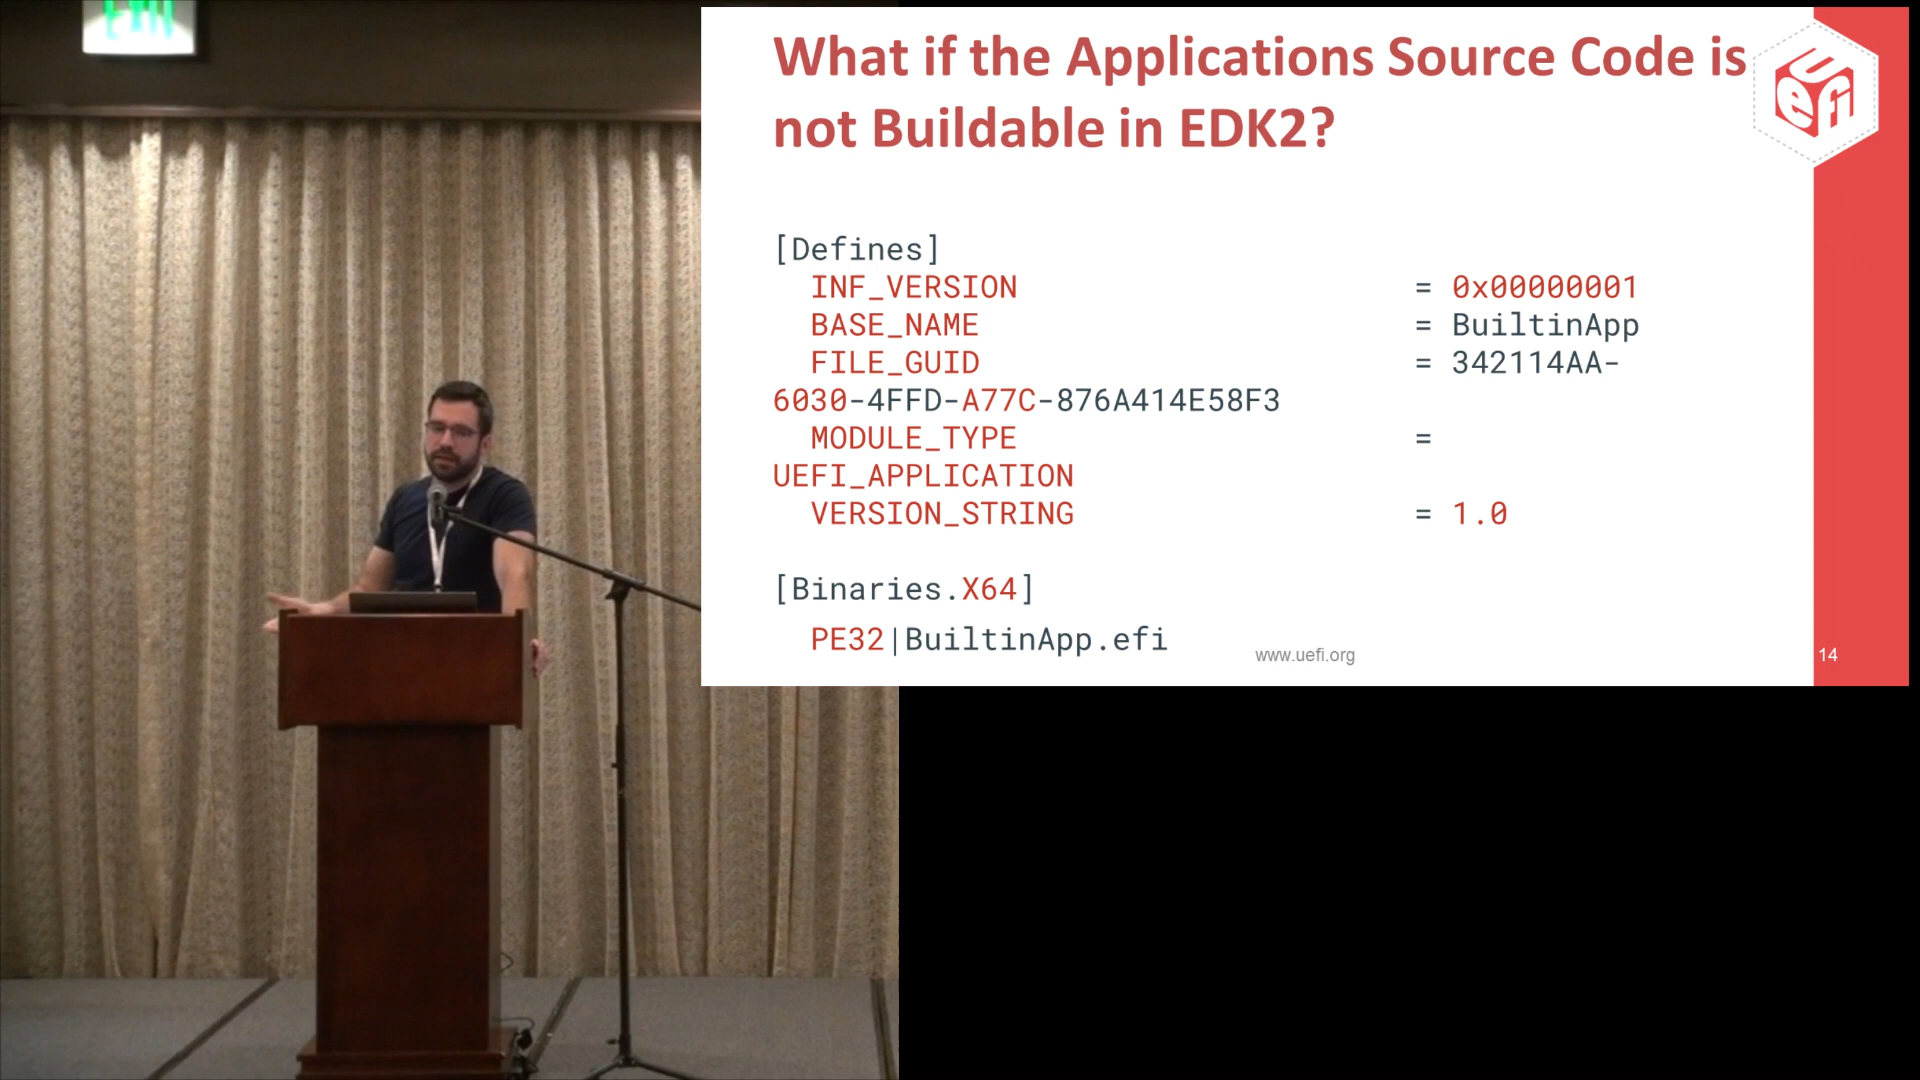 What if the Applications Source Code is
not Buildable in EDK2?
uefi
[Defines]
INF_VERSION = 0x00000001
BASE_NAME = BuiltinApp
FILE_GUID = 342114AA-
6030-4FFD-A77C-876A414E58F3
MODULE_TYPE =
UEFI_APPLICATION
VERSION_STRING = 1.0
[Binaries.X64]
PE32|BuiltinApp.efi
www.uefi.org
14